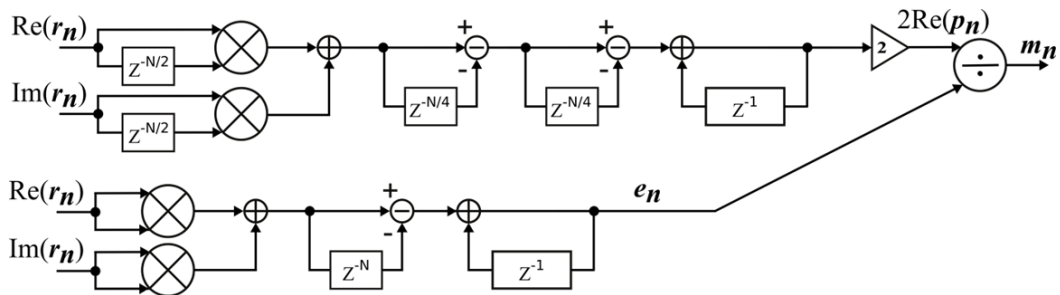 Re(rₙ)
Z⁻ᴺ/²
Im(rₙ)
Z⁻ᴺ/²
+
-
Z⁻ᴺ/⁴
+
-
Z⁻ᴺ/⁴
Z⁻¹
2
2Re(pₙ)
÷
mₙ
Re(rₙ)
Im(rₙ)
+
-
Z⁻ᴺ
Z⁻¹
eₙ